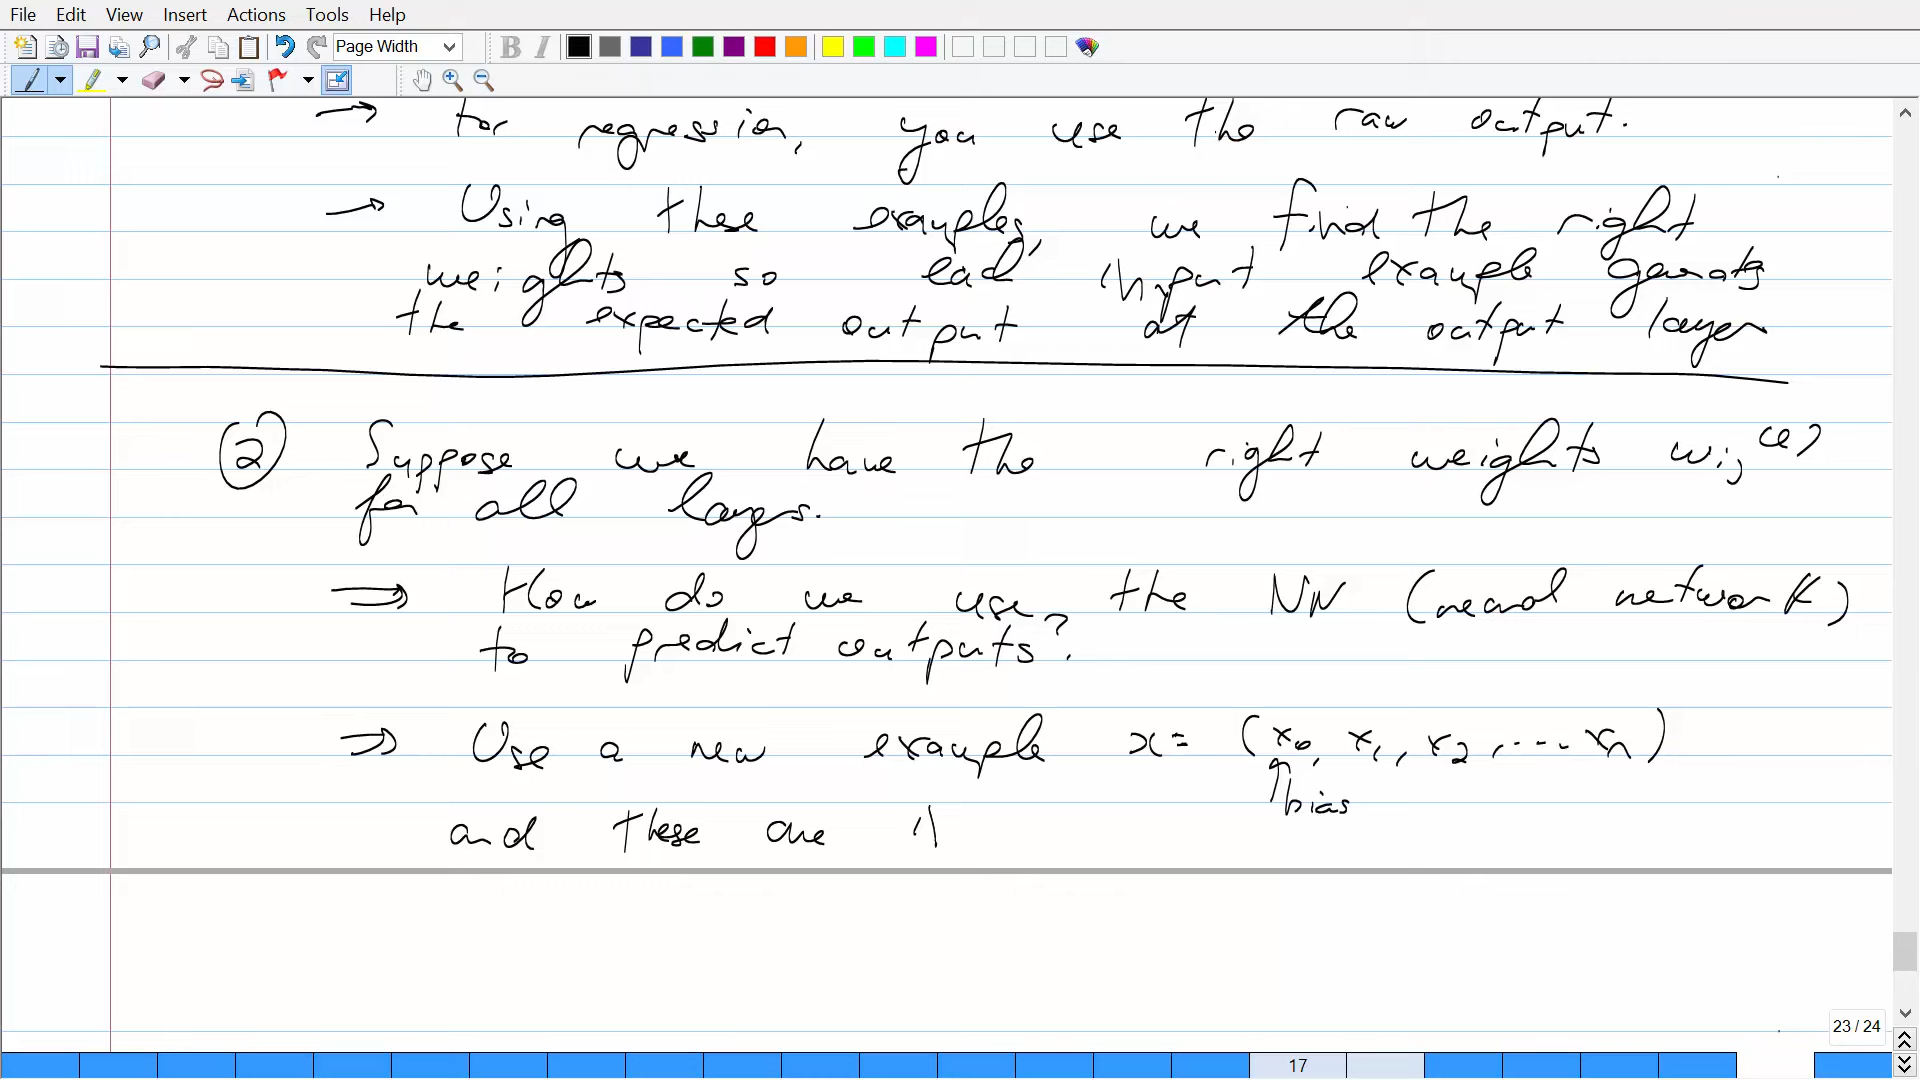 File Edit View Insert Actions Tools Help
Page Width
B I
→ for regression, you use the raw output.
→ Using these examples, we find the right
weights so each input example generates
the expected output at the output layer
② Suppose we have the right weights wij(l)
for all layers.
⇒ How do we use the NN (neural network)
to predict outputs?
⇒ Use a new example x = (x0, x1, x2, .... xn)
↑ bias
and these are
23 / 24
17